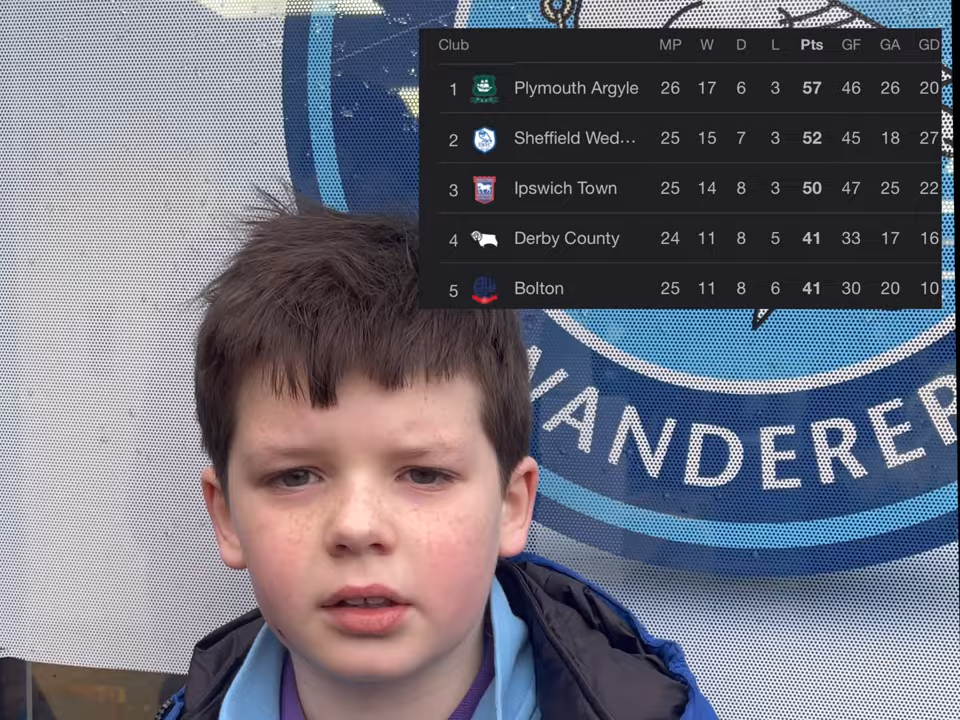 Club MP W D L Pts GF GA GD
1 Plymouth Argyle 26 17 6 3 57 46 26 20
2 Sheffield Wed... 25 15 7 3 52 45 18 27
3 Ipswich Town 25 14 8 3 50 47 25 22
4 Derby County 24 11 8 5 41 33 17 16
5 Bolton 25 11 8 6 41 30 20 10
WANDERER